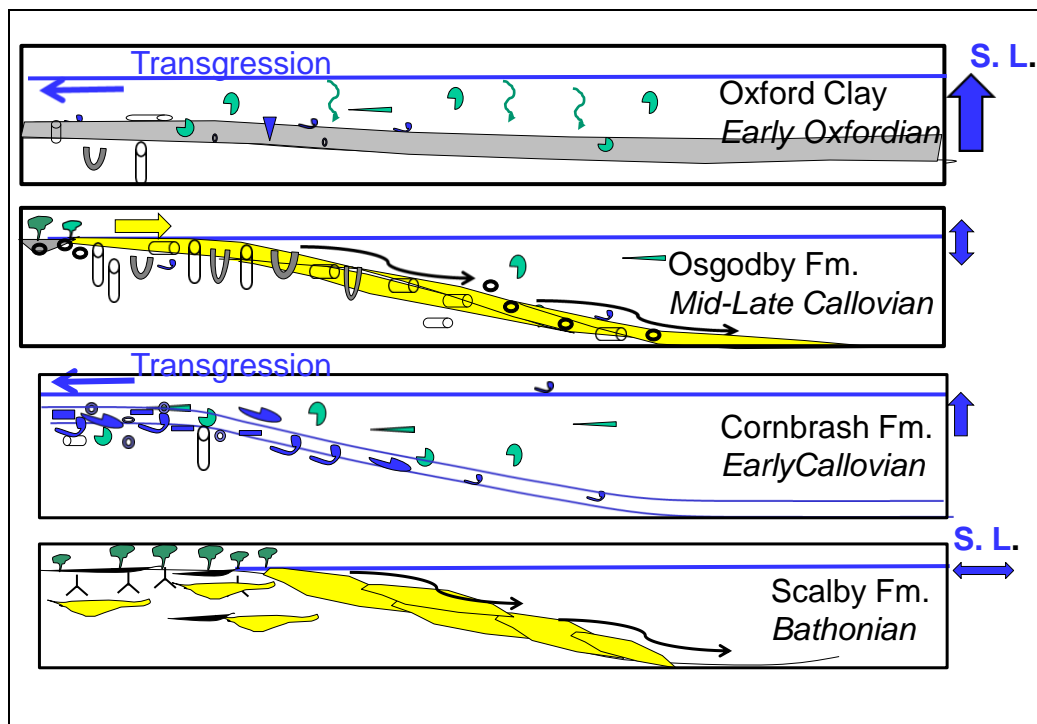 Transgression
S. L.
Oxford Clay
Early Oxfordian
Osgodby Fm.
Mid-Late Callovian
Transgression
Cornbrash Fm.
EarlyCallovian
S. L.
Scalby Fm.
Bathonian